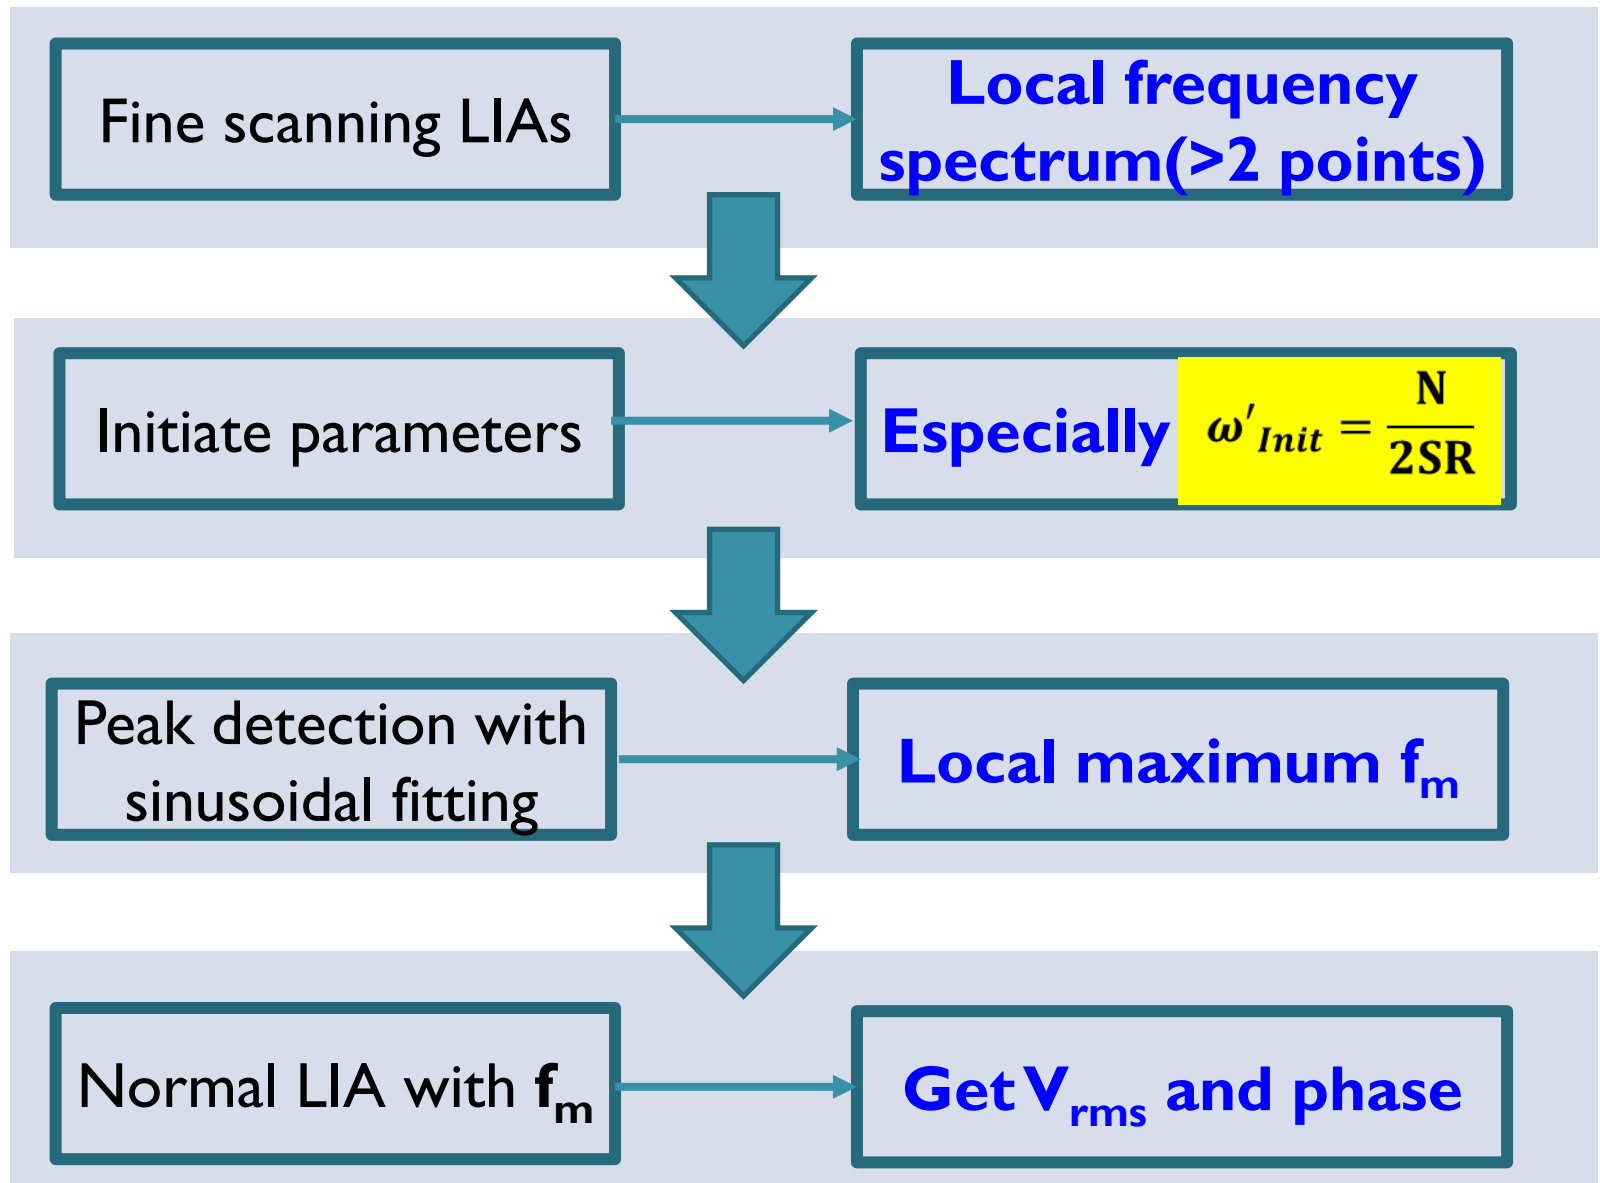 Fine scanning LIAs
Local frequency
spectrum(>2 points)
Initiate parameters
Especially ω′Init = N/2SR
Peak detection with
sinusoidal fitting
Local maximum fm
Normal LIA with fm
Get Vrms and phase